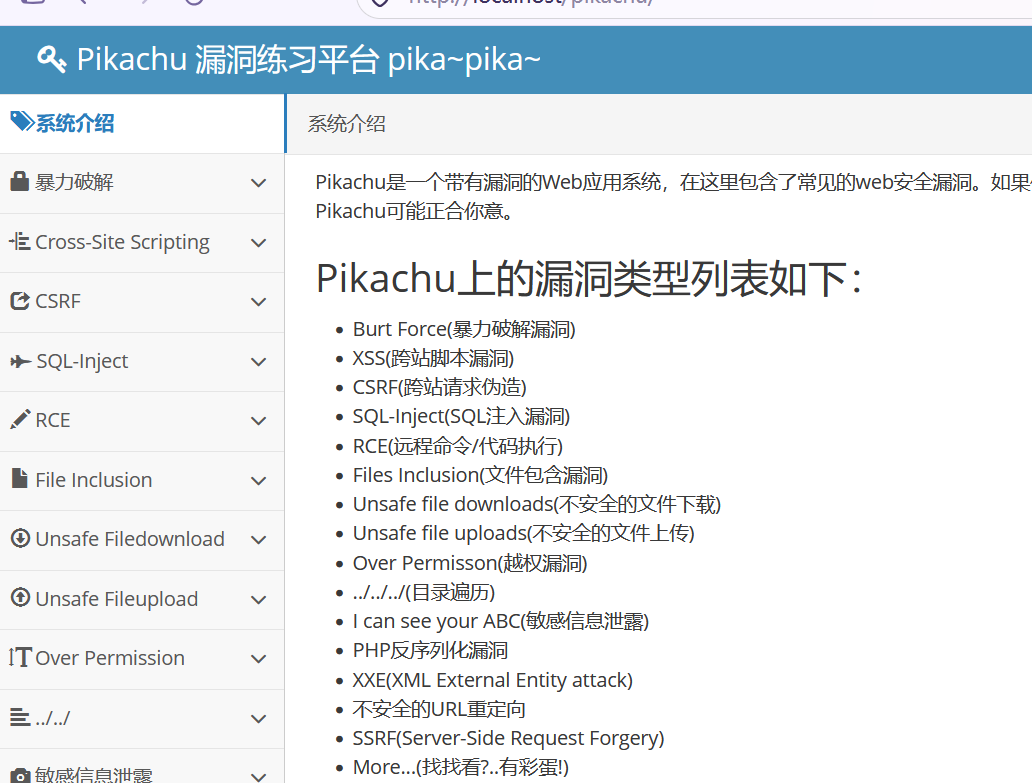 http://localhost/pikachu/
Pikachu 漏洞练习平台 pika~pika~
系统介绍
暴力破解
Cross-Site Scripting
CSRF
SQL-Inject
RCE
File Inclusion
Unsafe Filedownload
Unsafe Fileupload
Over Permission
../../
敏感信息泄露
系统介绍
Pikachu是一个带有漏洞的Web应用系统，在这里包含了常见的web安全漏洞。如果
Pikachu可能正合你意。
Pikachu上的漏洞类型列表如下：
• Burt Force(暴力破解漏洞)
• XSS(跨站脚本漏洞)
• CSRF(跨站请求伪造)
• SQL-Inject(SQL注入漏洞)
• RCE(远程命令/代码执行)
• Files Inclusion(文件包含漏洞)
• Unsafe file downloads(不安全的文件下载)
• Unsafe file uploads(不安全的文件上传)
• Over Permisson(越权漏洞)
• ../../../(目录遍历)
• I can see your ABC(敏感信息泄露)
• PHP反序列化漏洞
• XXE(XML External Entity attack)
• 不安全的URL重定向
• SSRF(Server-Side Request Forgery)
• More...(找找看?..有彩蛋!)